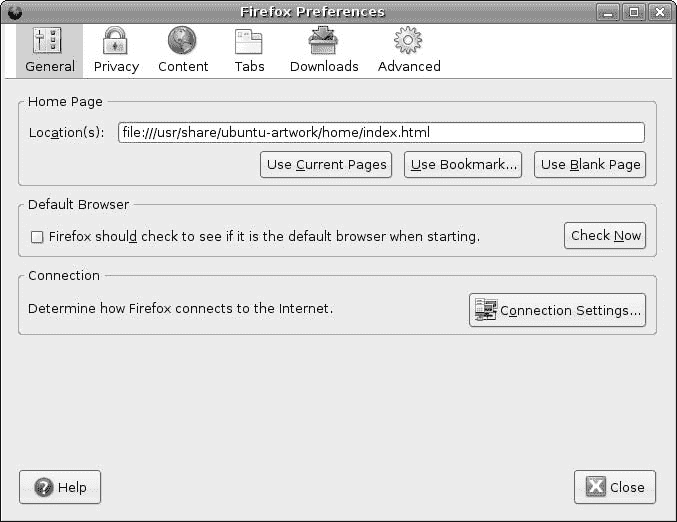 Firefox Preferences
General Privacy Content Tabs Downloads Advanced
Home Page
Location(s): file:///usr/share/ubuntu-artwork/home/index.html
Use Current Pages Use Bookmark... Use Blank Page
Default Browser
Firefox should check to see if it is the default browser when starting. Check Now
Connection
Determine how Firefox connects to the Internet. Connection Settings...
Help Close